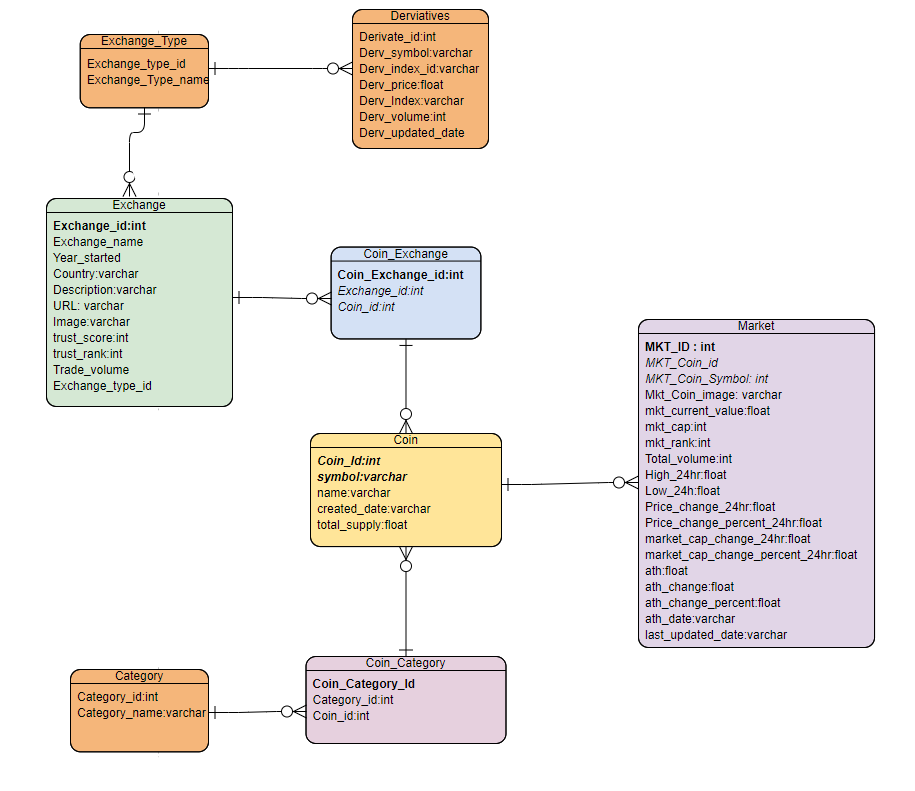 Exchange_Type
Exchange_type_id
Exchange_Type_name
Derviatives
Derivate_id:int
Derv_symbol:varchar
Derv_index_id:varchar
Derv_price:float
Derv_Index:varchar
Derv_volume:int
Derv_updated_date
Exchange
Exchange_id:int
Exchange_name
Year_started
Country:varchar
Description:varchar
URL: varchar
Image:varchar
trust_score:int
trust_rank:int
Trade_volume
Exchange_type_id
Coin_Exchange
Coin_Exchange_id:int
Exchange_id:int
Coin_id:int
Market
MKT_ID : int
MKT_Coin_id
MKT_Coin_Symbol: int
Mkt_Coin_image: varchar
mkt_current_value:float
mkt_cap:int
mkt_rank:int
Total_volume:int
High_24hr:float
Low_24h:float
Price_change_24hr:float
Price_change_percent_24hr:float
market_cap_change_24hr:float
market_cap_change_percent_24hr:float
ath:float
ath_change:float
ath_change_percent:float
ath_date:varchar
last_updated_date:varchar
Coin
Coin_Id:int
symbol:varchar
name:varchar
created_date:varchar
total_supply:float
Coin_Category
Coin_Category_Id
Category_id:int
Coin_id:int
Category
Category_id:int
Category_name:varchar